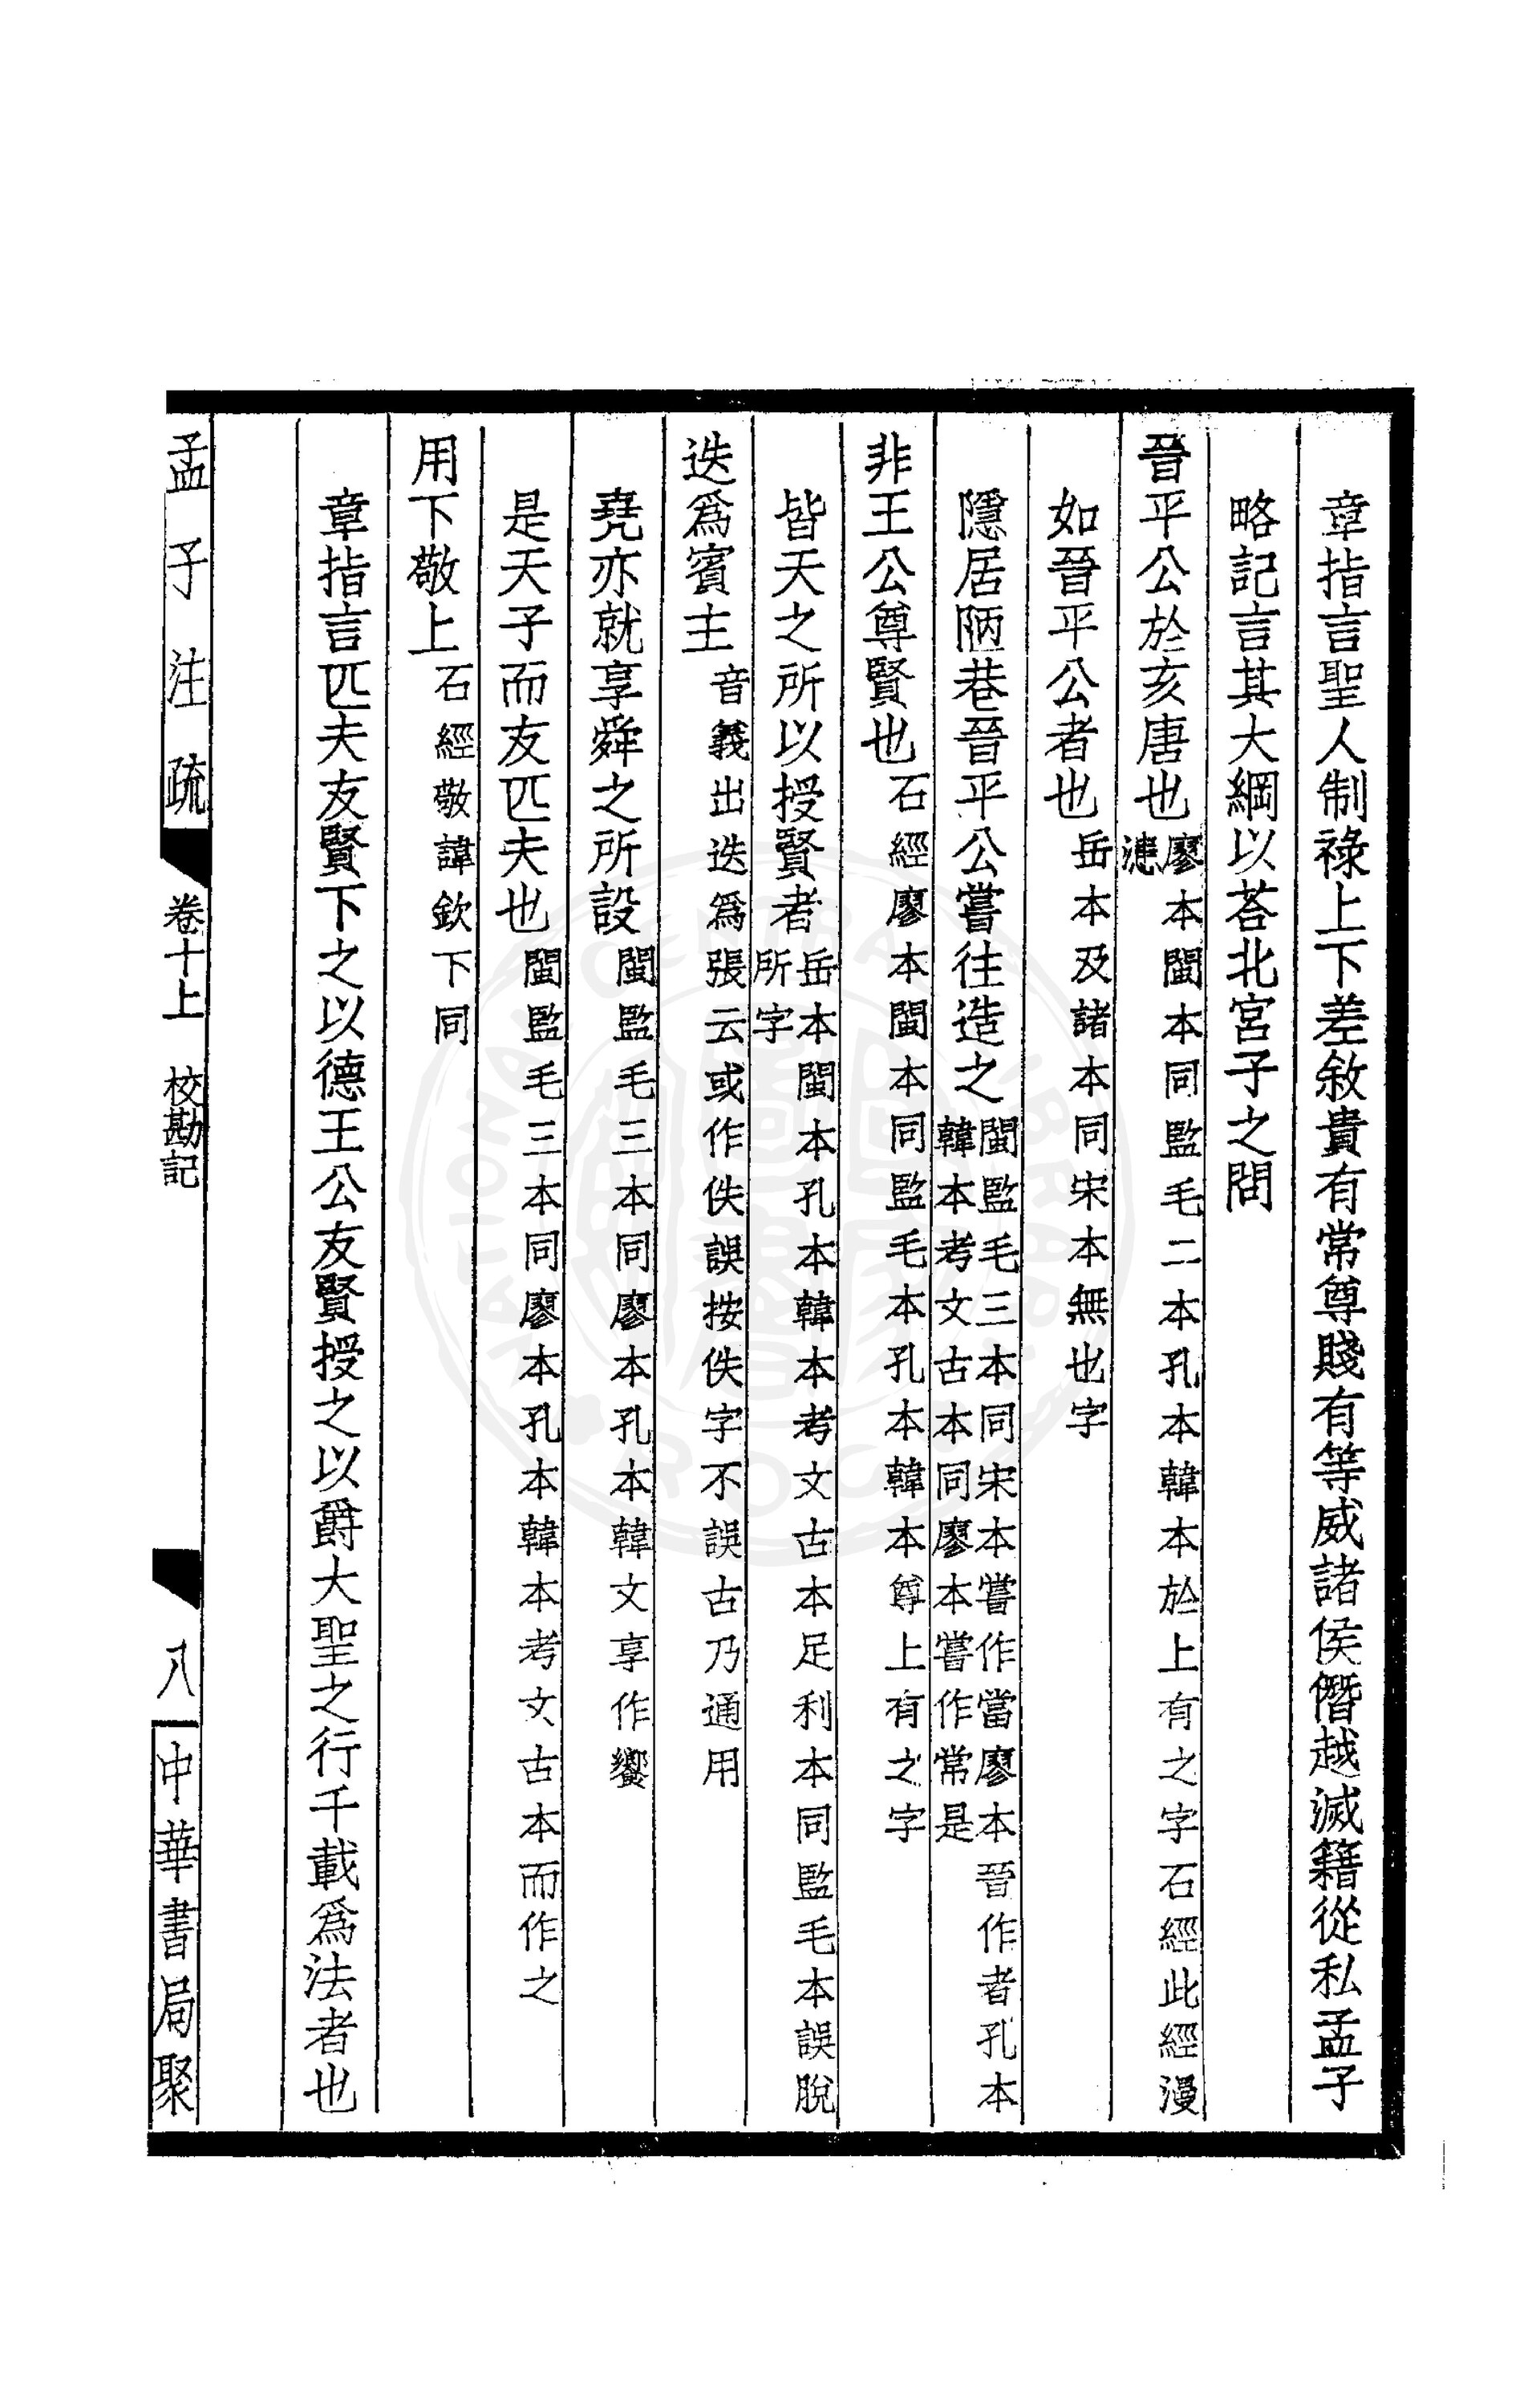 章指言聖人制祿上下差敘貴有常尊賤有等威諸侯僭越滅籍從私孟子
略記言其大綱以荅北宮子之問
晉平公於亥唐也廖本閩本同監毛二本孔本韓本於上有之字石經此經漫漶
如晉平公者也岳本及諸本同宋本無也字
隱居陋巷晉平公嘗往造之閩監毛三本同宋本嘗作當廖本晉作者孔本韓本考文古本同廖本嘗作常是
非王公尊賢也石經廖本閩本同監毛本孔本韓本尊上有之字
皆天之所以授賢者岳本閩本孔本韓本考文古本足利本同監毛本誤脫所字
迭爲賓主音義出迭爲張云或作佚誤按佚字不誤古乃通用
堯亦就享舜之所設閩監毛三本同廖本孔本韓文享作饗
是天子而友匹夫也閩監毛三本同廖本孔本韓本考文古本而作之
用下敬上石經敬諱欽下同
章指言匹夫友賢下之以德王公友賢授之以爵大聖之行千載爲法者也
孟子注疏 卷十上 校勘記 八 中華書局聚